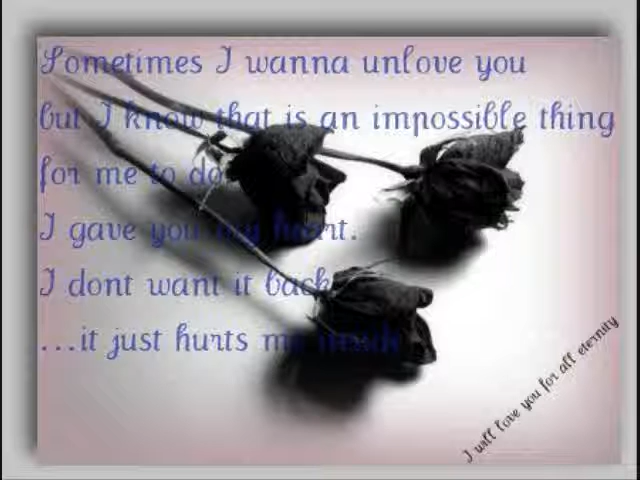 Sometimes I wanna unlove you
but I know that is an impossible thing
for me to do
I gave you my heart.
I dont want it back
...it just hurts me inside
I will love you for all eternity